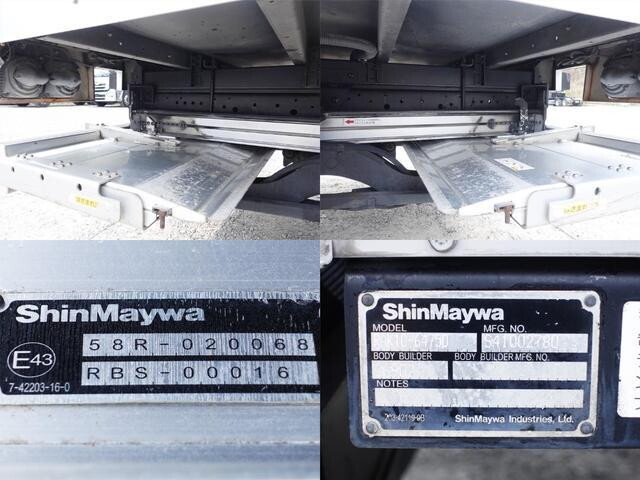 ShinMaywa
58R-020068
RBS-00016
E43
7-42203-16-0
ShinMaywa
MODEL
MFG. NO.
BODY BUILDER
BODY BUILDER MFG. NO.
NOTES
ShinMaywa Industries, Ltd.